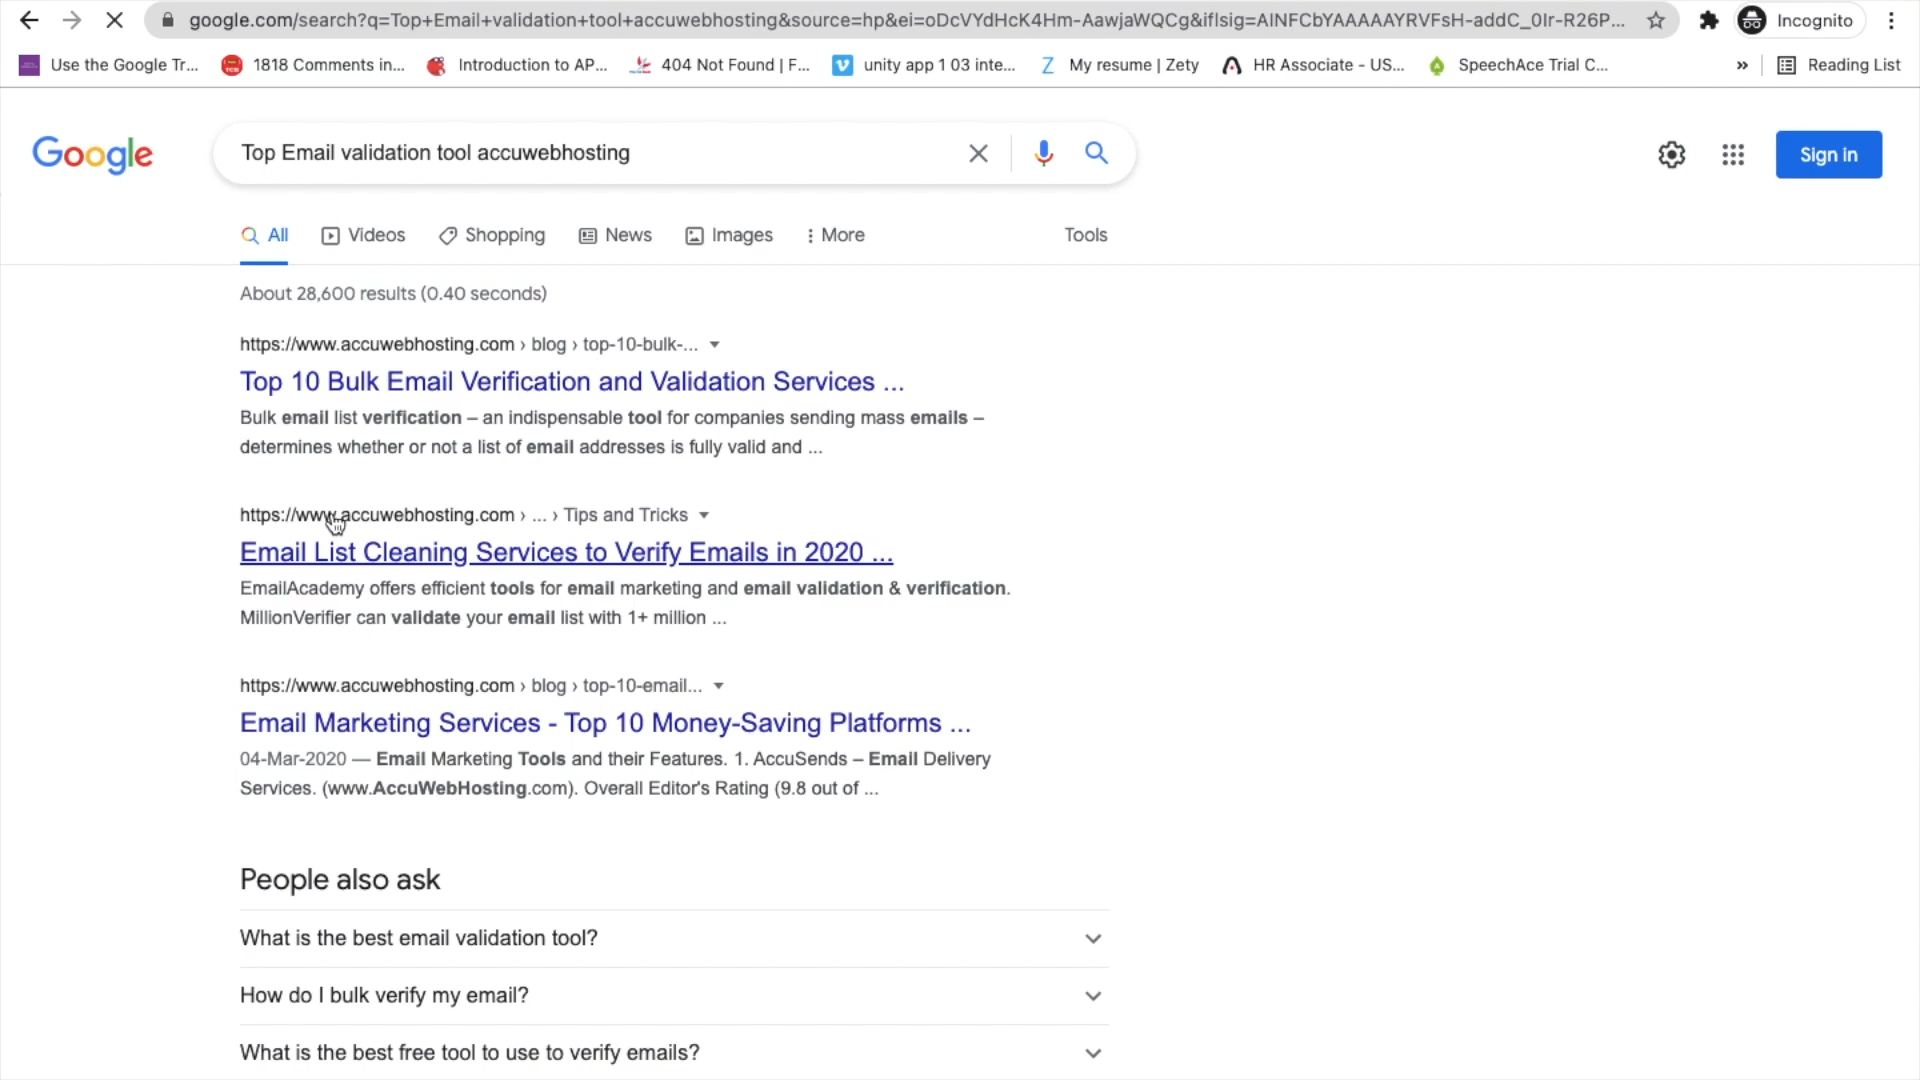 google.com/search?q=Top+Email+validation+tool+accuwebhosting&source=hp&ei=oDcVYdHcK4Hm-AawjaWQCg&iflsig=AINFCbYAAAAAYRVFsH-addC_0Ir-R26P... Incognito
Use the Google Tr... 1818 Comments in... Introduction to AP... 404 Not Found | F... unity app 1 03 inte... My resume | Zety HR Associate - US... SpeechAce Trial C... » Reading List
Google Top Email validation tool accuwebhosting Sign in
All Videos Shopping News Images More Tools
About 28,600 results (0.40 seconds)
https://www.accuwebhosting.com › blog › top-10-bulk-...
Top 10 Bulk Email Verification and Validation Services ...
Bulk email list verification – an indispensable tool for companies sending mass emails –
determines whether or not a list of email addresses is fully valid and ...
https://www.accuwebhosting.com › ... › Tips and Tricks
Email List Cleaning Services to Verify Emails in 2020 ...
EmailAcademy offers efficient tools for email marketing and email validation & verification.
MillionVerifier can validate your email list with 1+ million ...
https://www.accuwebhosting.com › blog › top-10-email...
Email Marketing Services - Top 10 Money-Saving Platforms ...
04-Mar-2020 — Email Marketing Tools and their Features. 1. AccuSends – Email Delivery
Services. (www.AccuWebHosting.com). Overall Editor's Rating (9.8 out of ...
People also ask
What is the best email validation tool?
How do I bulk verify my email?
What is the best free tool to use to verify emails?